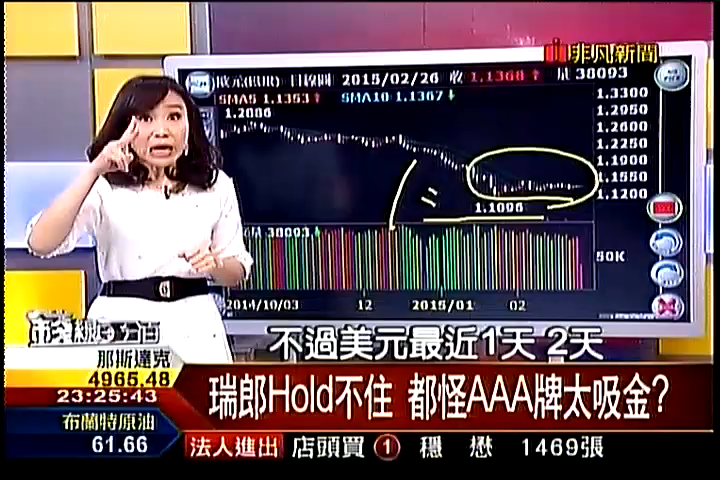 非凡新聞
歐元(EUR) 日線圖 2015/02/26 收 1.1368↑ 量 38093
SMA5 1.1353↑ SMA10 1.1367↓
1.2886
1.3300
1.2950
1.2600
1.2250
1.1900
1.1550
1.1200
1.1096
38093↓
50K
2014/10/03 12 2015/01 02
不過美元最近1天 2天
那斯達克
4965.48
23:25:43
瑞郎Hold不住 都怪AAA牌太吸金?
布蘭特原油
61.66
法人進出 店頭買 1 穩懋 1469張